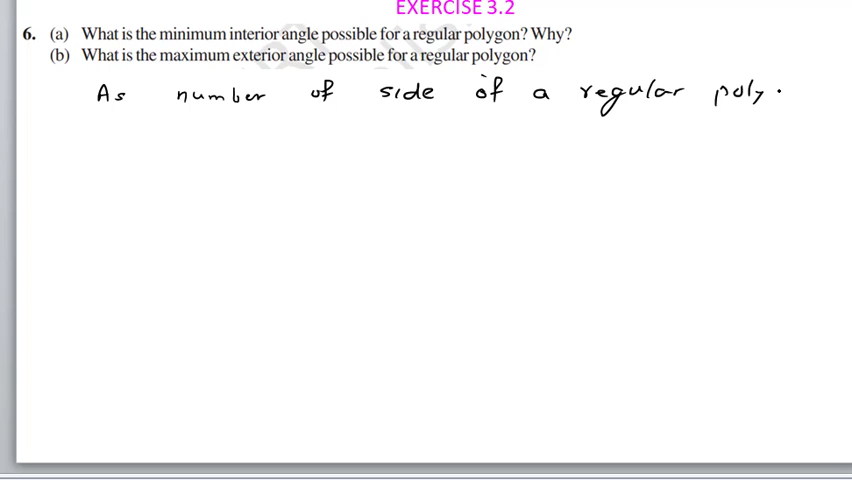 EXERCISE 3.2
6. (a) What is the minimum interior angle possible for a regular polygon? Why?
(b) What is the maximum exterior angle possible for a regular polygon?
As number of side of a regular poly.